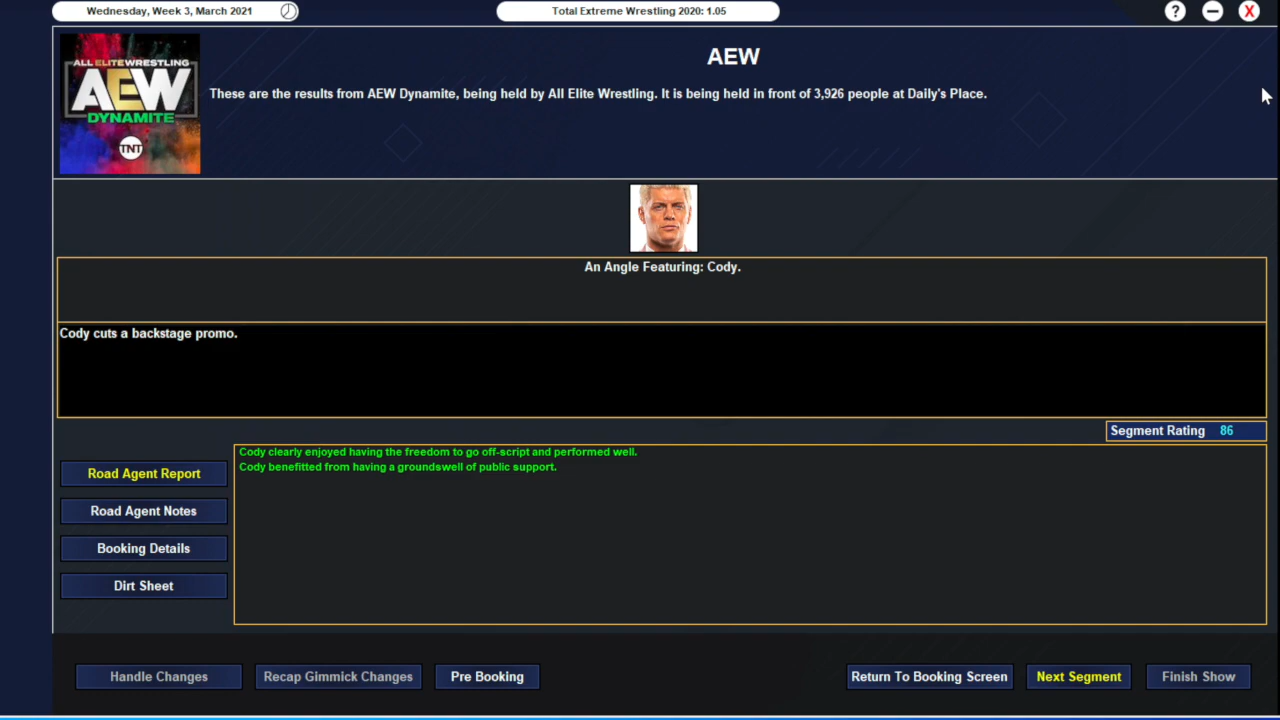 Wednesday, Week 3, March 2021
Total Extreme Wrestling 2020: 1.05
?
X
ALL ELITE WRESTLING
AEW
DYNAMITE
TNT
AEW
These are the results from AEW Dynamite, being held by All Elite Wrestling. It is being held in front of 3,926 people at Daily's Place.
An Angle Featuring: Cody.
Cody cuts a backstage promo.
Segment Rating 86
Road Agent Report
Road Agent Notes
Booking Details
Dirt Sheet
Cody clearly enjoyed having the freedom to go off-script and performed well.
Cody benefitted from having a groundswell of public support.
Handle Changes
Recap Gimmick Changes
Pre Booking
Return To Booking Screen
Next Segment
Finish Show